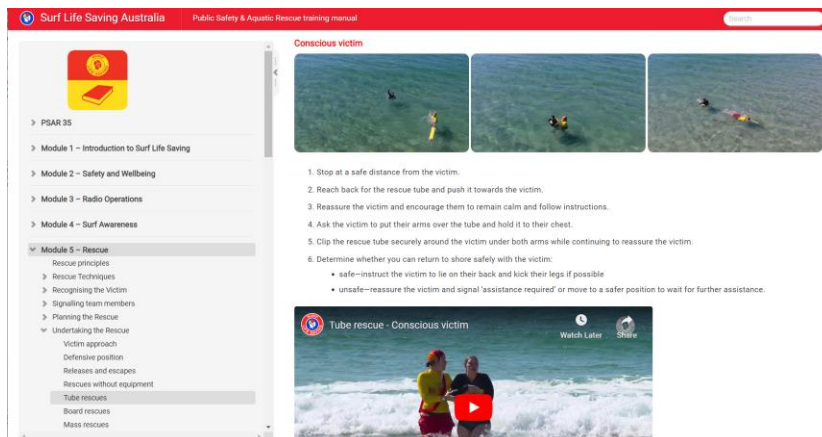 Surf Life Saving Australia
Public Safety & Aquatic Rescue training manual
Search
PSAR 35
Module 1 – Introduction to Surf Life Saving
Module 2 – Safety and Wellbeing
Module 3 – Radio Operations
Module 4 – Surf Awareness
Module 5 – Rescue
Rescue principles
Rescue Techniques
Recognising the Victim
Signalling team members
Planning the Rescue
Undertaking the Rescue
Victim approach
Defensive position
Releases and escapes
Rescues without equipment
Tube rescues
Board rescues
Mass rescues
Conscious victim
1. Stop at a safe distance from the victim.
2. Reach back for the rescue tube and push it towards the victim.
3. Reassure the victim and encourage them to remain calm and follow instructions.
4. Ask the victim to put their arms over the tube and hold it to their chest.
5. Clip the rescue tube securely around the victim under both arms while continuing to reassure the victim.
6. Determine whether you can return to shore safely with the victim:
• safe—instruct the victim to lie on their back and kick their legs if possible
• unsafe—reassure the victim and signal 'assistance required' or move to a safer position to wait for further assistance.
Tube rescue - Conscious victim
Watch Later
Share